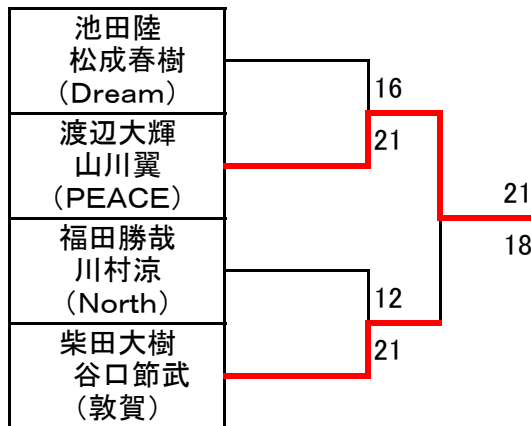 池田陸
松成春樹
(Dream)
渡辺大輝
山川翼
(PEACE)
福田勝哉
川村涼
(North)
柴田大樹
谷口節武
(敦賀)
16
21
12
21
21
18